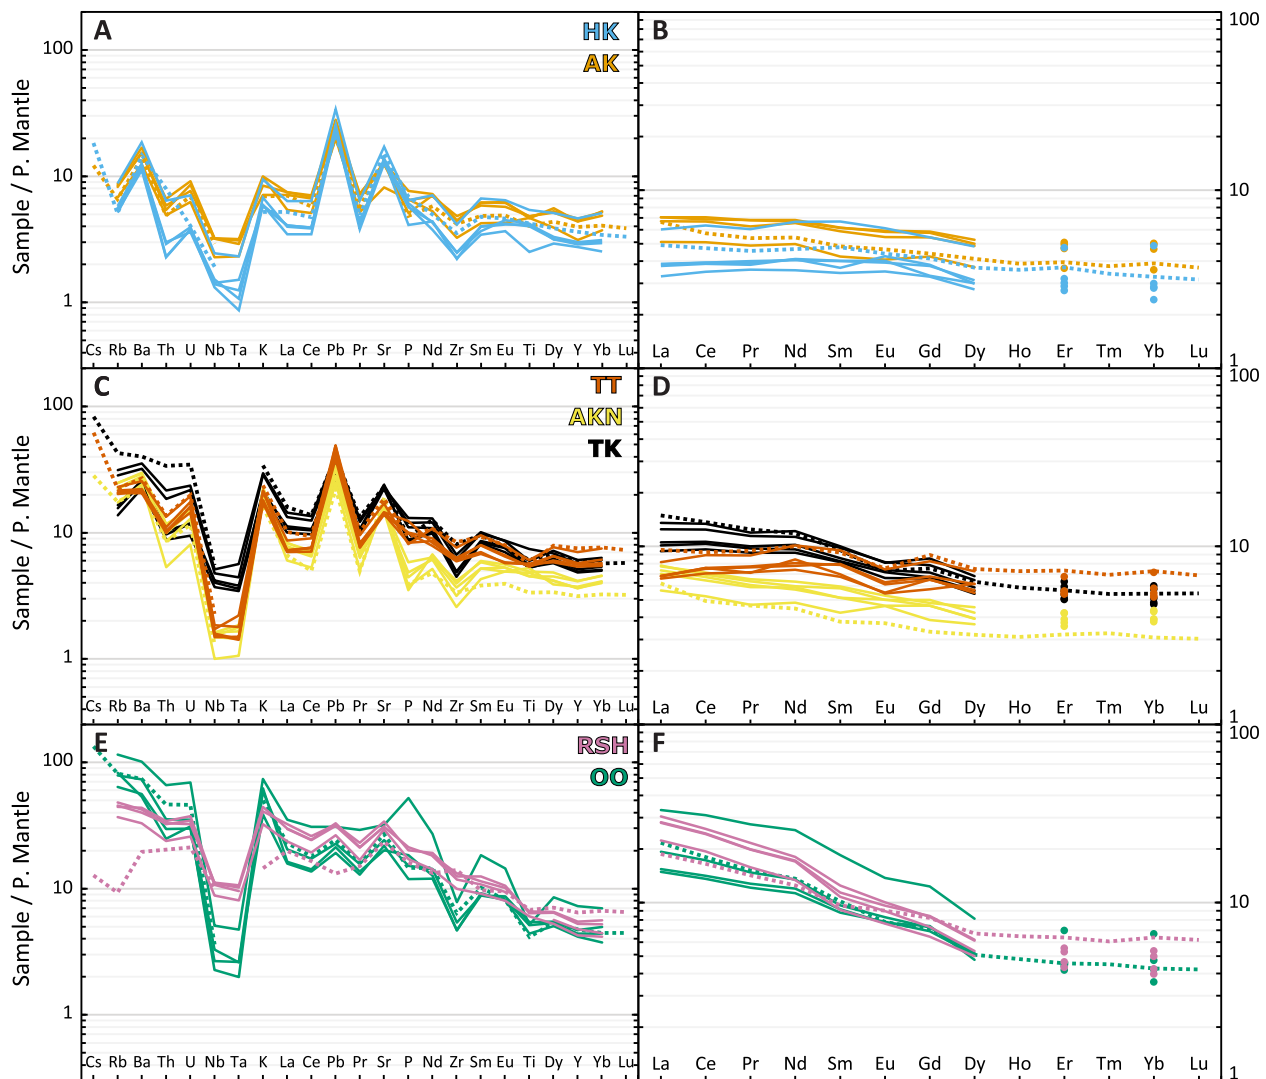 A
HK
AK
100
10
1
Sample / P. Mantle
Cs Rb Ba Th U Nb Ta K La Ce Pb Pr Sr P Nd Zr Sm Eu Ti Dy Y Yb Lu
B
100
10
1
La Ce Pr Nd Sm Eu Gd Dy Ho Er Tm Yb Lu
C
TT
AKN
TK
100
10
1
Sample / P. Mantle
Cs Rb Ba Th U Nb Ta K La Ce Pb Pr Sr P Nd Zr Sm Eu Ti Dy Y Yb Lu
D
100
10
1
La Ce Pr Nd Sm Eu Gd Dy Ho Er Tm Yb Lu
E
RSH
OO
100
10
1
Sample / P. Mantle
Cs Rb Ba Th U Nb Ta K La Ce Pb Pr Sr P Nd Zr Sm Eu Ti Dy Y Yb Lu
F
100
10
1
La Ce Pr Nd Sm Eu Gd Dy Ho Er Tm Yb Lu